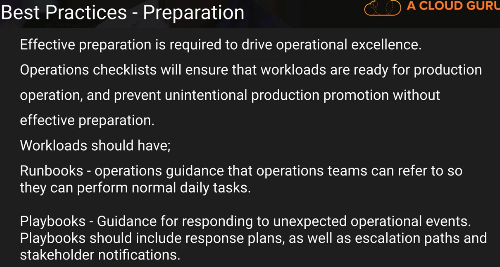 Best Practices - Preparation
A CLOUD GURU
Effective preparation is required to drive operational excellence.
Operations checklists will ensure that workloads are ready for production
operation, and prevent unintentional production promotion without
effective preparation.
Workloads should have;
Runbooks - operations guidance that operations teams can refer to so
they can perform normal daily tasks.
Playbooks - Guidance for responding to unexpected operational events.
Playbooks should include response plans, as well as escalation paths and
stakeholder notifications.